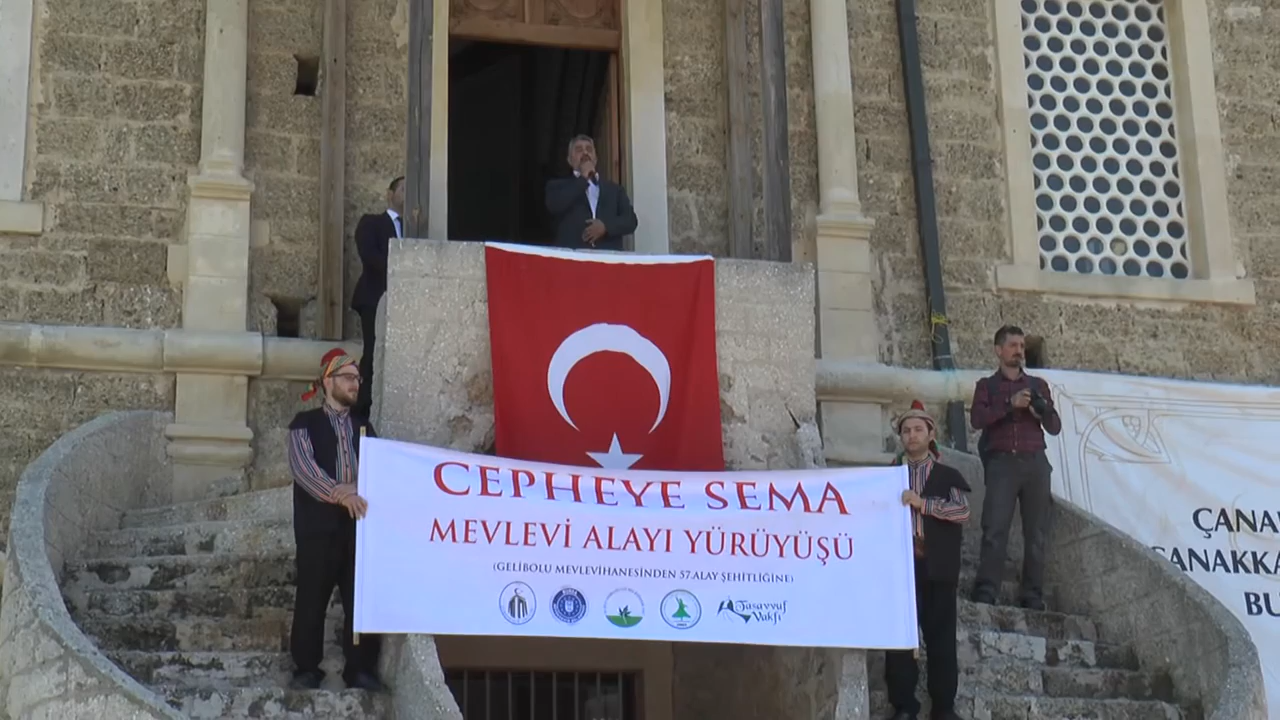 CEPHEYE SEMA
MEVLEVİ ALAYI YÜRÜYÜŞÜ
(GELİBOLU MEVLEVİHANESİNDEN 57.ALAY ŞEHİTLİĞİNE)
Tasavvuf
Vakfı
ÇANA
ÇANAKKA
BU